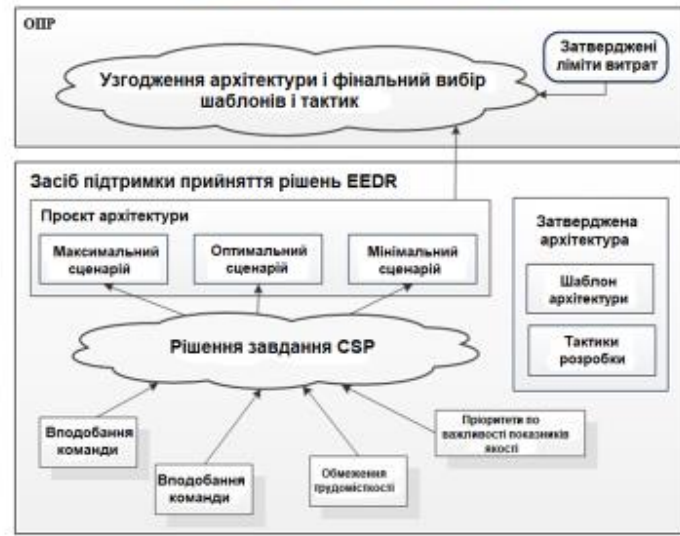 ОПР
Узгодження архітектури і фінальний вибір
шаблонів і тактик
Затверджені
ліміти витрат
Засіб підтримки прийняття рішень EEDR
Проєкт архітектури
Максимальний
сценарій
Оптимальний
сценарій
Мінімальний
сценарій
Затверджена
архітектура
Шаблон
архітектури
Тактики
розробки
Рішення завдання CSP
Вподобання
команди
Вподобання
команди
Обмеження
трудомісткості
Пріоритети по
важливості показників
якості